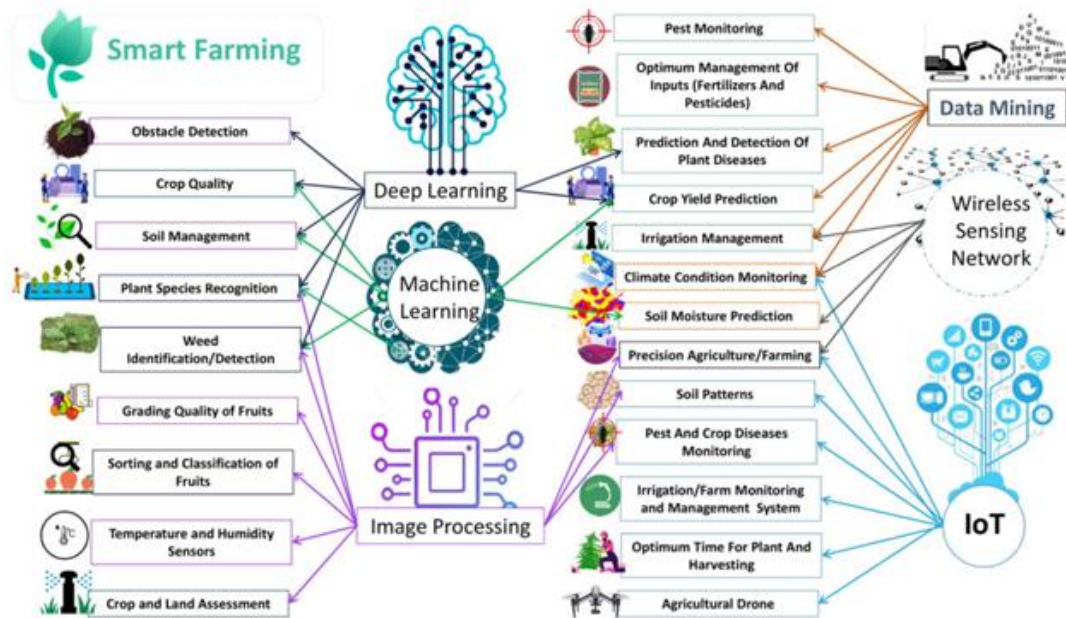 Smart Farming
Obstacle Detection
Crop Quality
Soil Management
Plant Species Recognition
Weed
Identification/Detection
Grading Quality of Fruits
Sorting and Classification of
Fruits
Temperature and Humidity
Sensors
Crop and Land Assessment
Deep Learning
Machine
Learning
Image Processing
Pest Monitoring
Optimum Management Of
Inputs (Fertilizers And
Pesticides)
Prediction And Detection Of
Plant Diseases
Crop Yield Prediction
Irrigation Management
Climate Condition Monitoring
Soil Moisture Prediction
Precision Agriculture/Farming
Soil Patterns
Pest And Crop Diseases
Monitoring
Irrigation/Farm Monitoring
and Management System
Optimum Time For Plant And
Harvesting
Agricultural Drone
Data Mining
Wireless
Sensing
Network
IoT